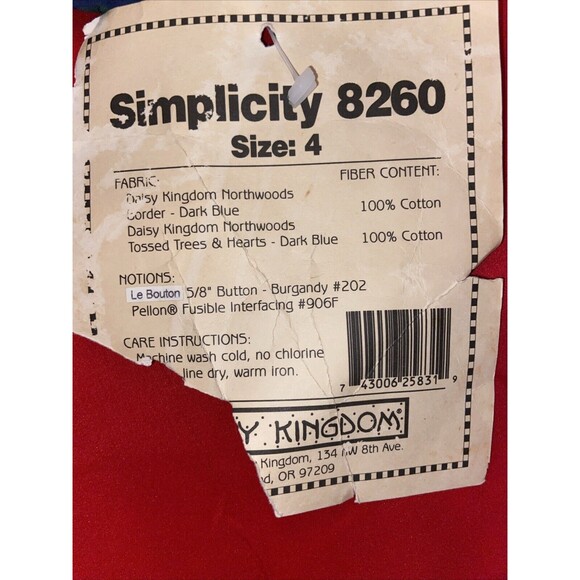 Simplicity 8260
Size: 4
FABRIC: FIBER CONTENT:
Daisy Kingdom Northwoods
Border - Dark Blue 100% Cotton
Daisy Kingdom Northwoods
Tossed Trees & Hearts - Dark Blue 100% Cotton
NOTIONS:
Le Bouton 5/8" Button - Burgandy #202
Pellon® Fusible Interfacing #906F
CARE INSTRUCTIONS:
Machine wash cold, no chlorine
line dry, warm iron.
7 43006 25831 9
Y KINGDOM®
Kingdom, 134 NW 8th Ave.
d, OR 97209